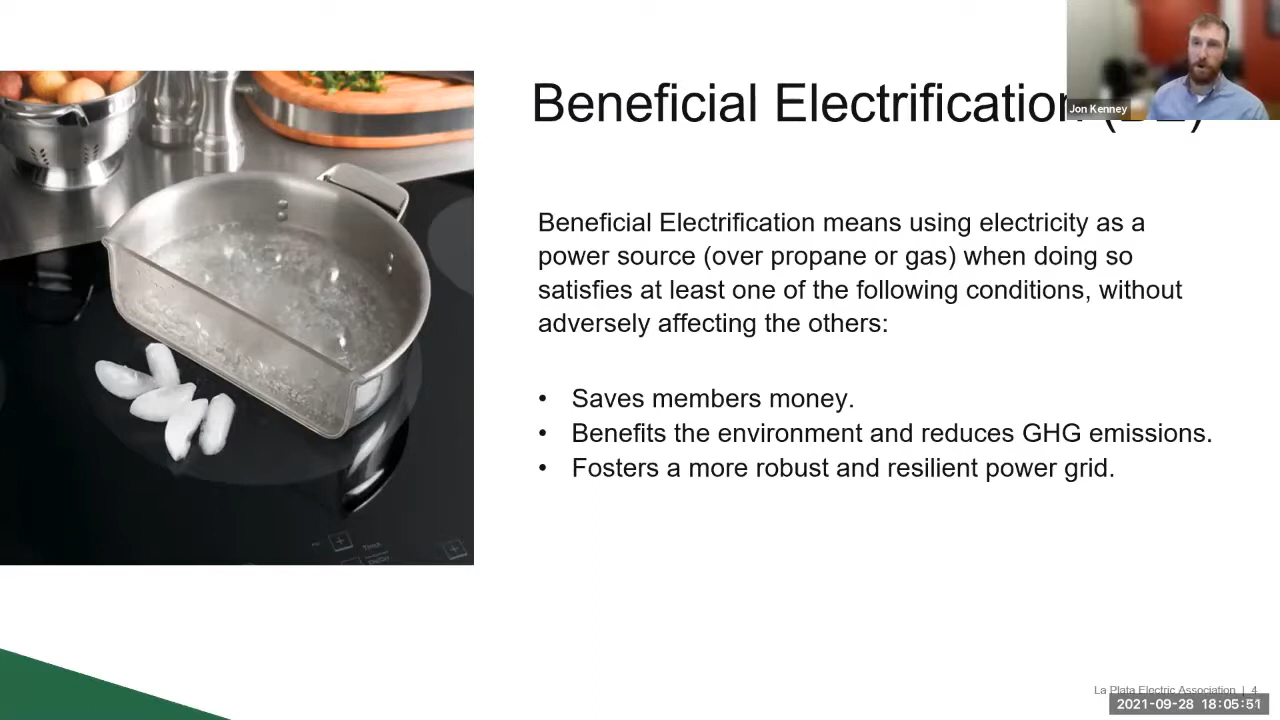 Beneficial Electrification
Jon Kenney
Beneficial Electrification means using electricity as a
power source (over propane or gas) when doing so
satisfies at least one of the following conditions, without
adversely affecting the others:
• Saves members money.
• Benefits the environment and reduces GHG emissions.
• Fosters a more robust and resilient power grid.
La Plata Electric Association | 4
2021-09-28 18:05:51